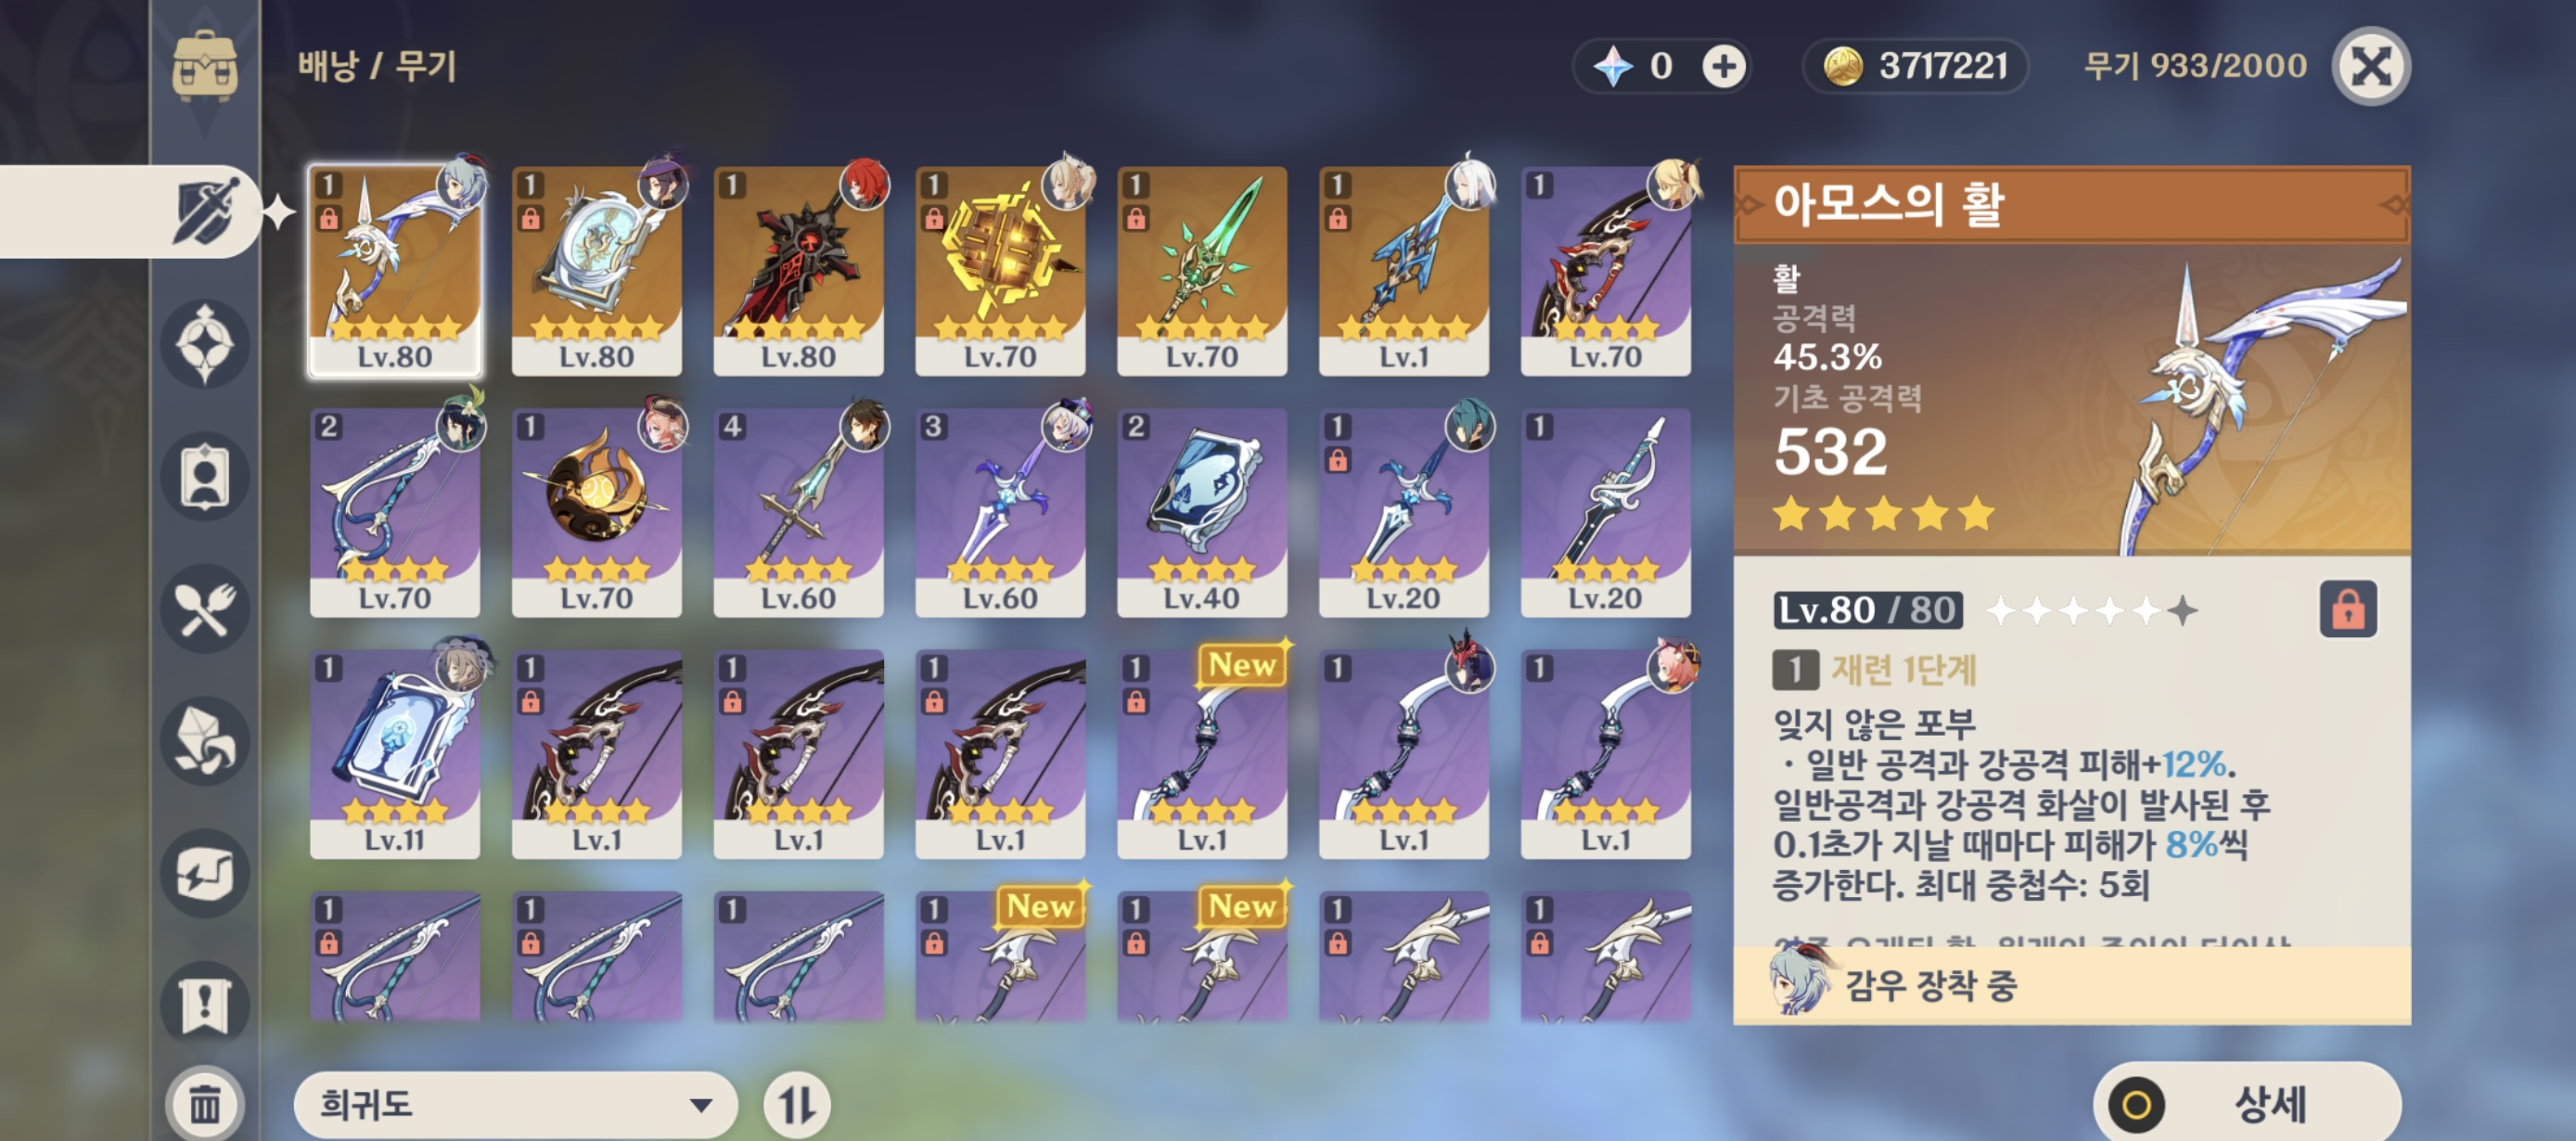 배낭 / 무기
0
3717221
무기 933/2000
1 1 1 1 1 1 1
Lv.80 Lv.80 Lv.80 Lv.70 Lv.70 Lv.1 Lv.70
2 1 4 3 2 1 1
Lv.70 Lv.70 Lv.60 Lv.60 Lv.40 Lv.20 Lv.20
1 1 1 1 1 New 1 1
Lv.11 Lv.1 Lv.1 Lv.1 Lv.1 Lv.1 Lv.1
1 1 1 1 New 1 New 1 1
희귀도
아모스의 활
활
공격력
45.3%
기초 공격력
532
Lv.80 / 80
1 재련 1단계
잊지 않은 포부
· 일반 공격과 강공격 피해+12%.
일반공격과 강공격 화살이 발사된 후
0.1초가 지날 때마다 피해가 8%씩
증가한다. 최대 중첩수: 5회
감우 장착 중
상세